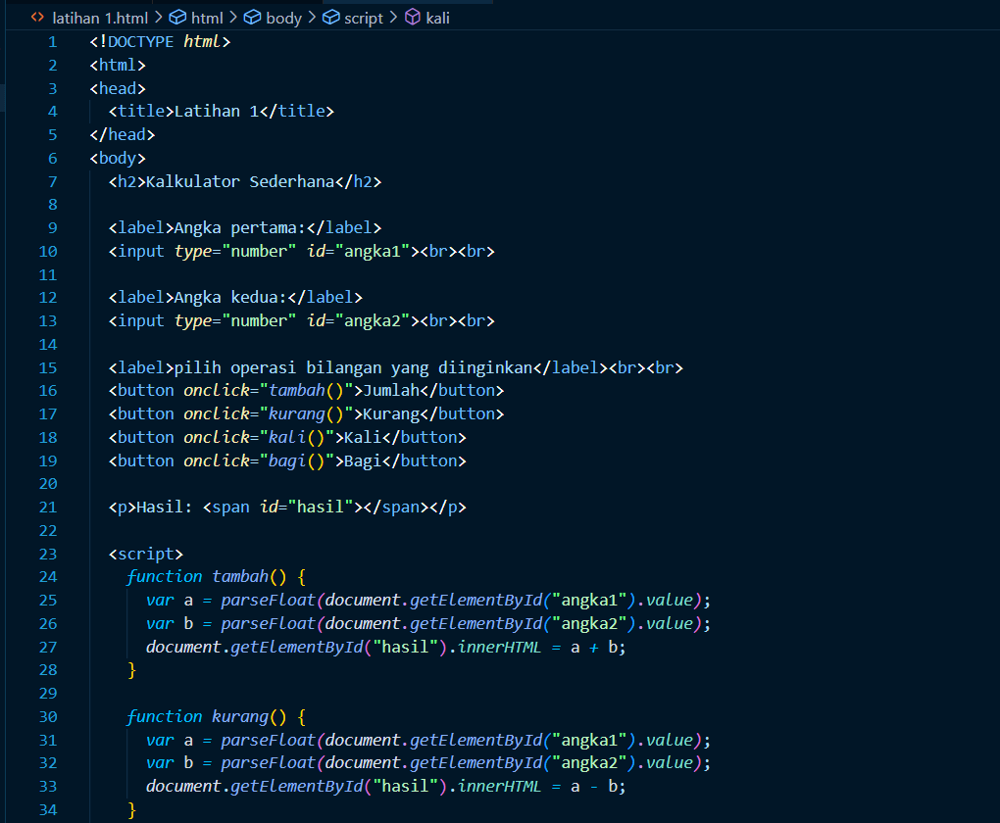 latihan 1.html > html > body > script > kali
1 <!DOCTYPE html>
2 <html>
3 <head>
4 <title>Latihan 1</title>
5 </head>
6 <body>
7 <h2>Kalkulator Sederhana</h2>
8
9 <label>Angka pertama:</label>
10 <input type="number" id="angka1"><br><br>
11
12 <label>Angka kedua:</label>
13 <input type="number" id="angka2"><br><br>
14
15 <label>pilih operasi bilangan yang diinginkan</label><br><br>
16 <button onclick="tambah()">Jumlah</button>
17 <button onclick="kurang()">Kurang</button>
18 <button onclick="kali()">Kali</button>
19 <button onclick="bagi()">Bagi</button>
20
21 <p>Hasil: <span id="hasil"></span></p>
22
23 <script>
24 function tambah() {
25 var a = parseFloat(document.getElementById("angka1").value);
26 var b = parseFloat(document.getElementById("angka2").value);
27 document.getElementById("hasil").innerHTML = a + b;
28 }
29
30 function kurang() {
31 var a = parseFloat(document.getElementById("angka1").value);
32 var b = parseFloat(document.getElementById("angka2").value);
33 document.getElementById("hasil").innerHTML = a - b;
34 }